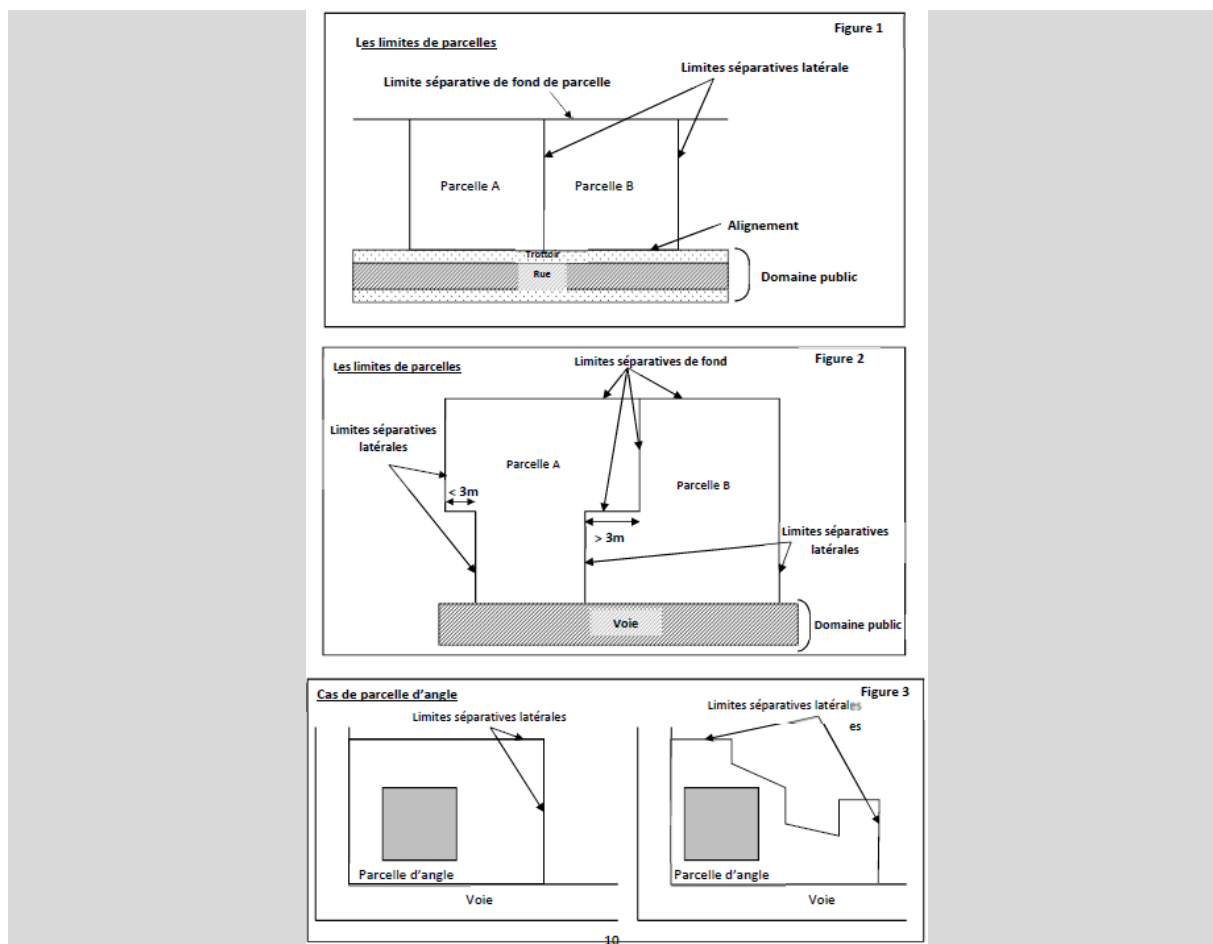 Figure 1
Les limites de parcelles
Limites séparatives latérale
Limite séparative de fond de parcelle
Parcelle A
Parcelle B
Alignement
Trottoir
Rue
Domaine public
Figure 2
Limites séparatives de fond
Les limites de parcelles
Limites séparatives
latérales
Parcelle A
Parcelle B
< 3m
> 3m
Limites séparatives
latérales
Voie
Domaine public
Figure 3
Cas de parcelle d’angle
Limites séparatives latérales
Limites séparatives latérales
es
Parcelle d’angle
Parcelle d’angle
Voie
Voie
10